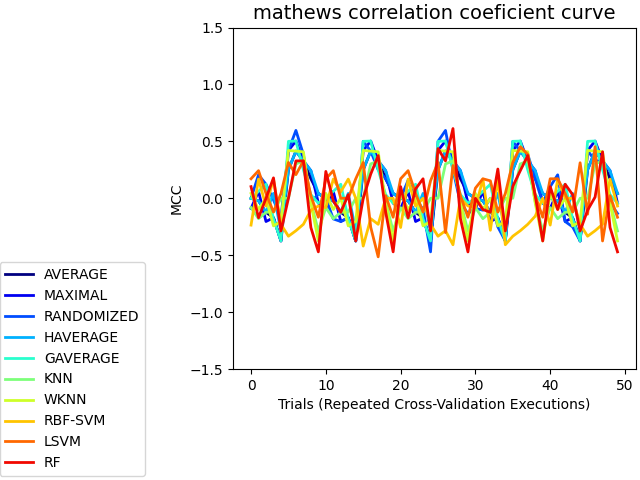 mathews correlation coeficient curve
1.5
1.0
0.5
0.0
−0.5
−1.0
−1.5
MCC
0 10 20 30 40 50
Trials (Repeated Cross-Validation Executions)
AVERAGE
MAXIMAL
RANDOMIZED
HAVERAGE
GAVERAGE
KNN
WKNN
RBF-SVM
LSVM
RF